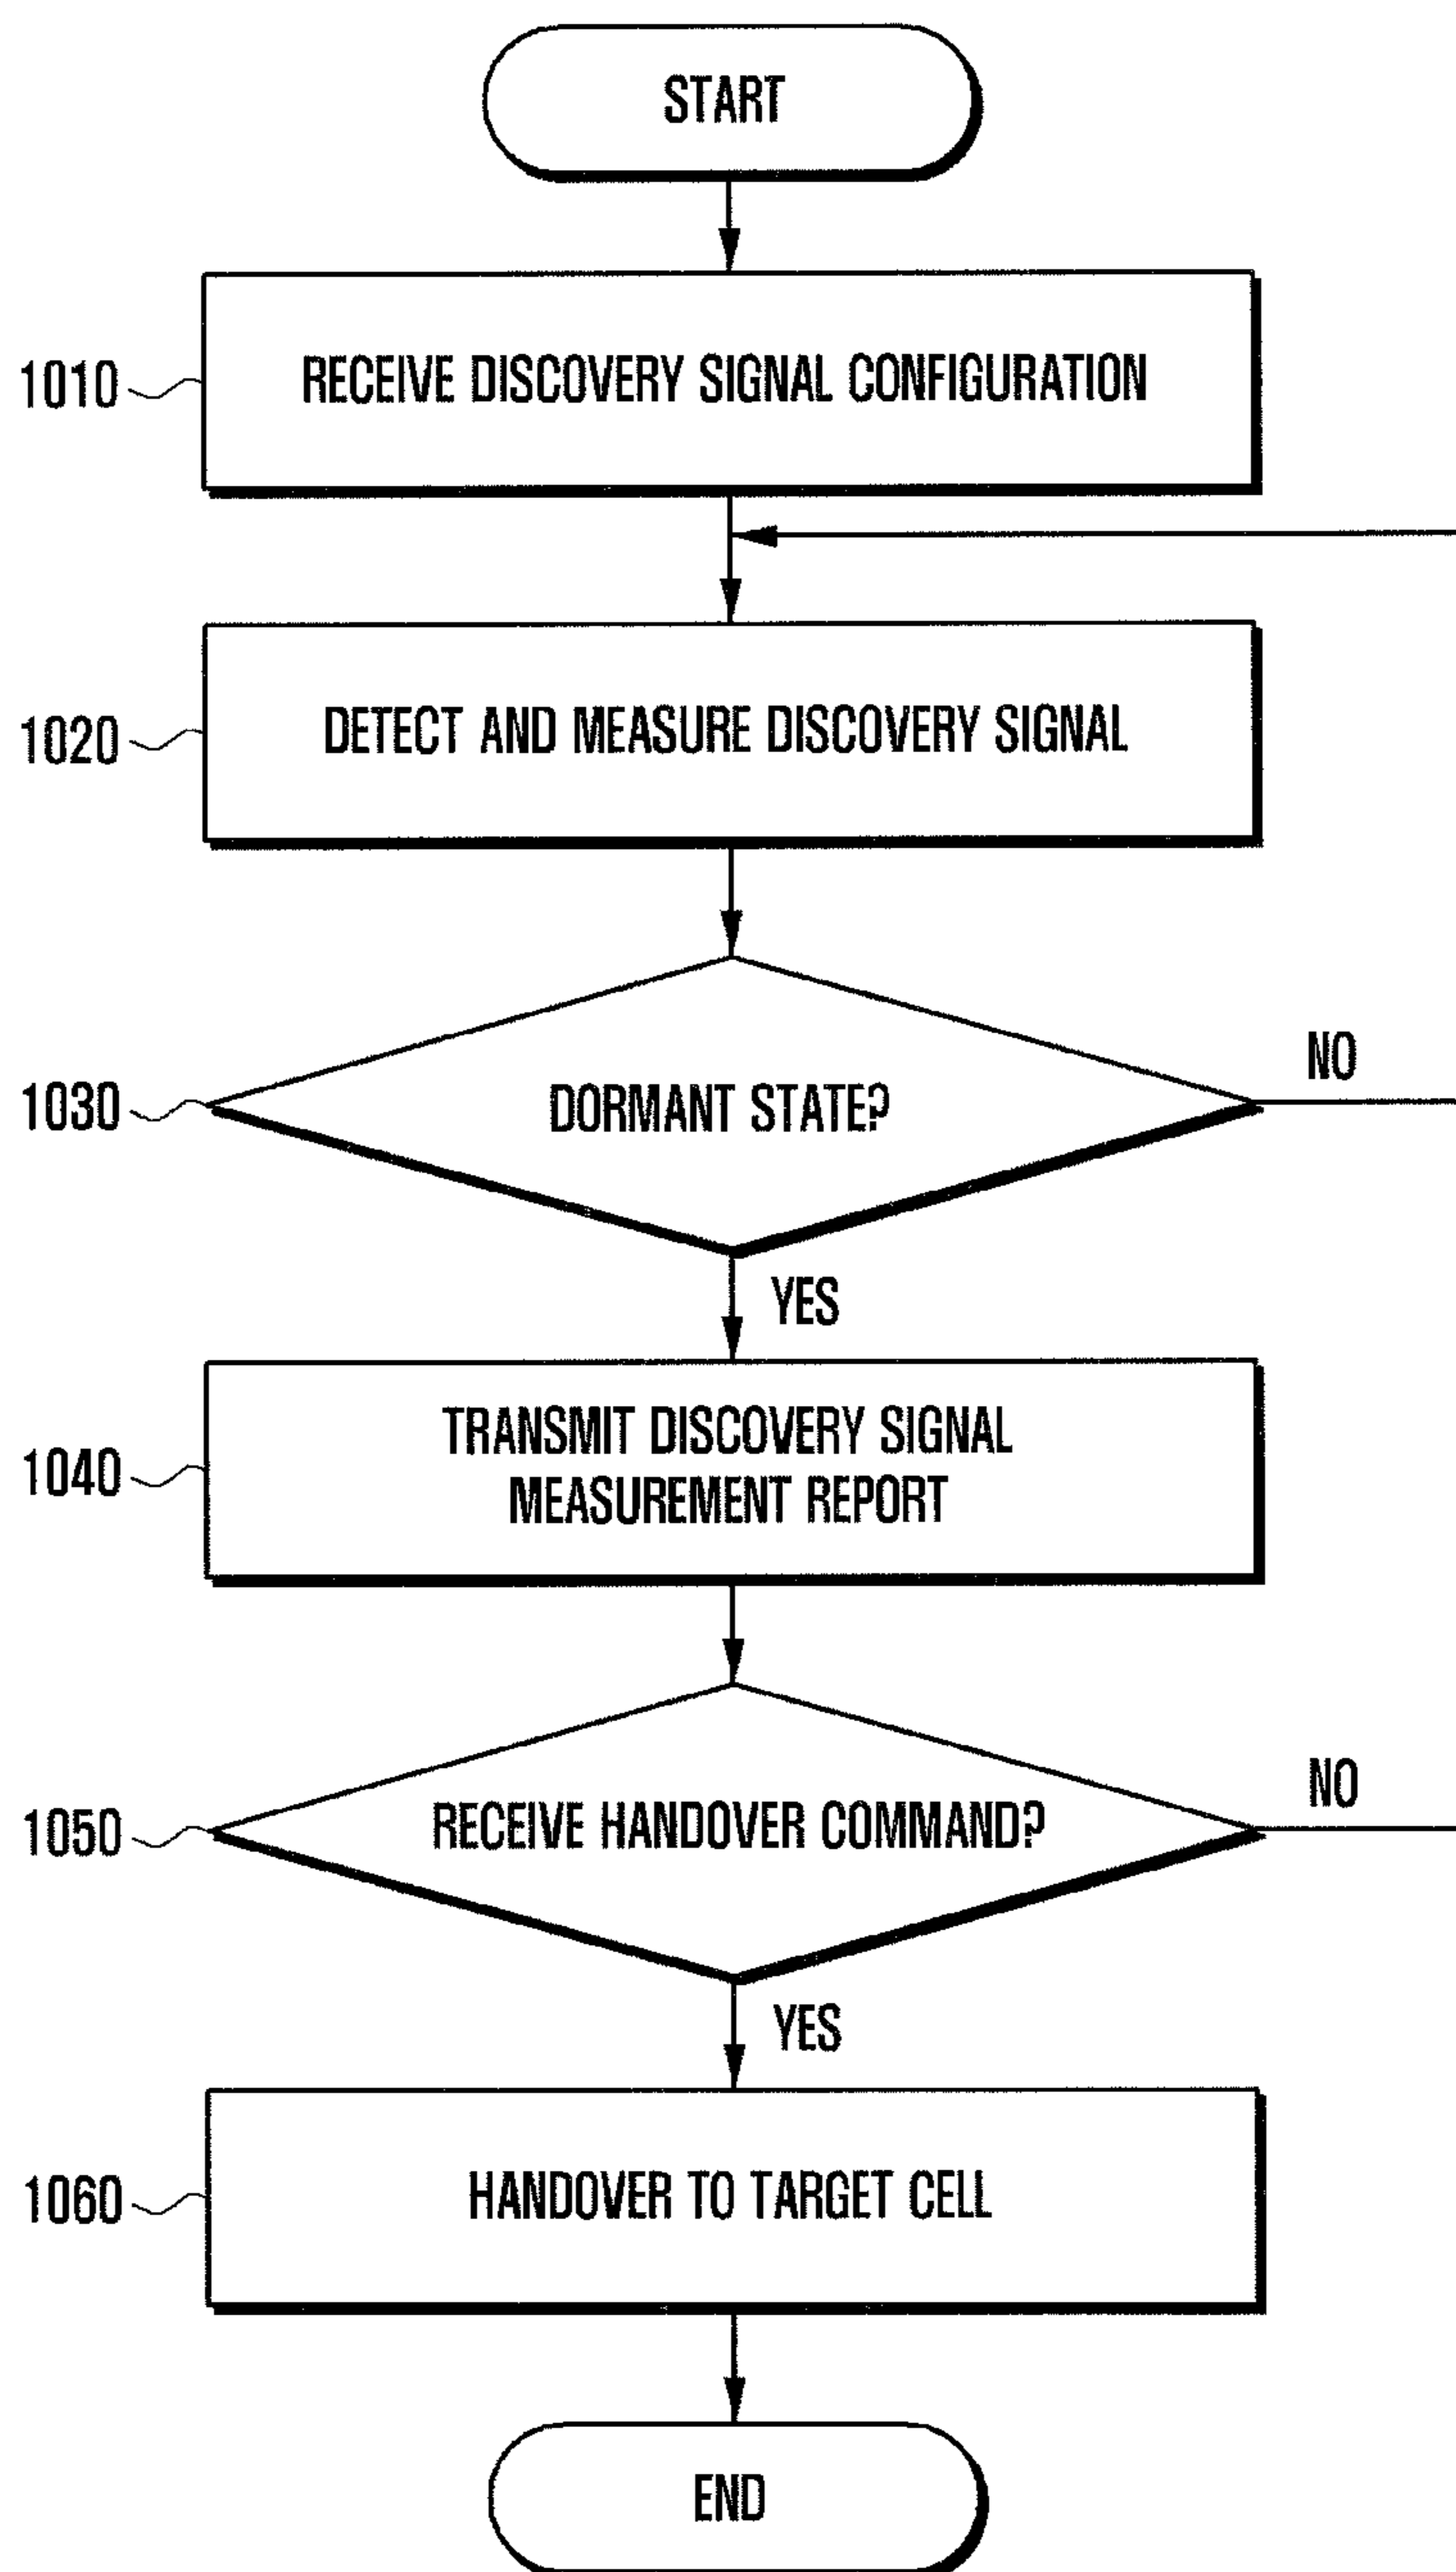 START
1010
RECEIVE DISCOVERY SIGNAL CONFIGURATION
1020
DETECT AND MEASURE DISCOVERY SIGNAL
1030
DORMANT STATE?
NO
YES
1040
TRANSMIT DISCOVERY SIGNAL
MEASUREMENT REPORT
1050
RECEIVE HANDOVER COMMAND?
NO
YES
1060
HANDOVER TO TARGET CELL
END